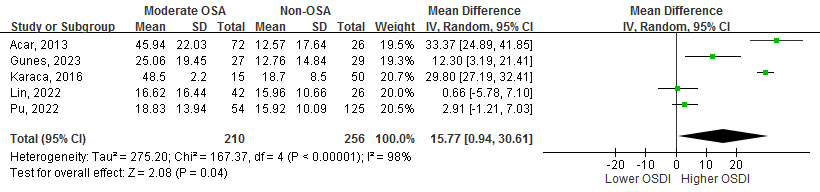 Moderate OSA Non-OSA Mean Difference Mean Difference
Study or Subgroup Mean SD Total Mean SD Total Weight IV, Random, 95% CI IV, Random, 95% CI
Acar, 2013 45.94 22.03 72 12.57 17.64 26 19.5% 33.37 [24.89, 41.85]
Gunes, 2023 25.06 19.45 27 12.76 14.84 29 19.0% 12.30 [3.19, 21.41]
Karaca, 2016 48.5 2.2 15 18.7 8.5 50 21.0% 29.80 [27.19, 32.41]
Lin, 2022 16.62 16.44 42 15.96 10.66 26 20.2% 0.66 [-5.78, 7.10]
Pu, 2022 18.83 13.94 54 15.92 10.09 125 20.7% 2.91 [-1.21, 7.03]
Total (95% CI) 210 256 100.0% 15.77 [0.94, 30.61]
Heterogeneity: Tau² = 275.20; Chi² = 167.37, df = 4 (P < 0.00001); I² = 98%
Test for overall effect: Z = 2.08 (P = 0.04)
-20 -10 0 10 20
Lower OSDI Higher OSDI